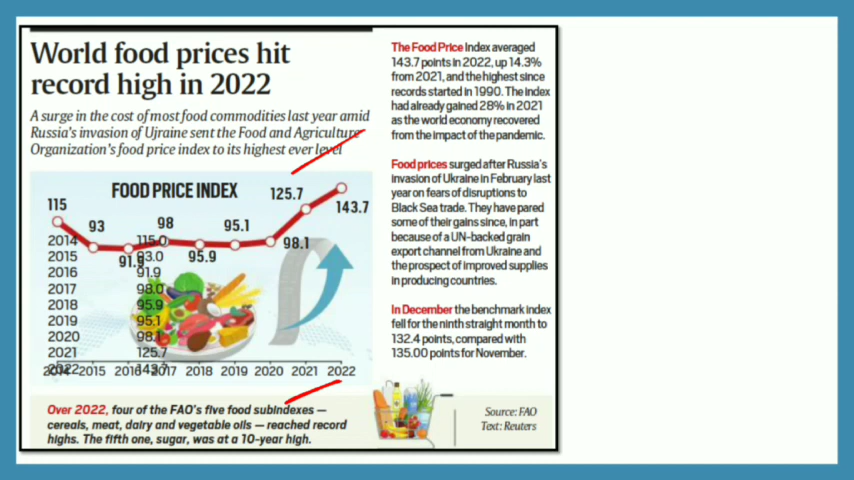 World food prices hit
record high in 2022
A surge in the cost of most food commodities last year amid
Russia's invasion of Ujraine sent the Food and Agriculture
Organization's food price index to its highest ever level
FOOD PRICE INDEX
115
93
91.9
98
95.9
95.1
98.1
125.7
143.7
2014 115.0
2015 93.0
2016 91.9
2017 98.0
2018 95.9
2019 95.1
2020 98.1
2021 125.7
2022 143.7
2014 2015 2016 2017 2018 2019 2020 2021 2022
Over 2022, four of the FAO's five food subindexes —
cereals, meat, dairy and vegetable oils — reached record
highs. The fifth one, sugar, was at a 10-year high.
The Food Price Index averaged
143.7 points in 2022, up 14.3%
from 2021, and the highest since
records started in 1990. The index
had already gained 28% in 2021
as the world economy recovered
from the impact of the pandemic.
Food prices surged after Russia's
invasion of Ukraine in February last
year on fears of disruptions to
Black Sea trade. They have pared
some of their gains since, in part
because of a UN-backed grain
export channel from Ukraine and
the prospect of improved supplies
in producing countries.
In December the benchmark index
fell for the ninth straight month to
132.4 points, compared with
135.00 points for November.
Source: FAO
Text: Reuters